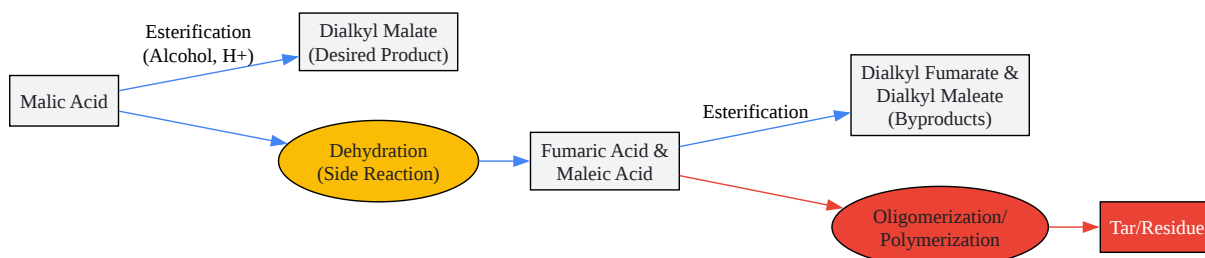 Esterification
(Alcohol, H+)
Dialkyl Malate
(Desired Product)
Malic Acid
Dehydration
(Side Reaction)
Fumaric Acid &
Maleic Acid
Esterification
Dialkyl Fumarate &
Dialkyl Maleate
(Byproducts)
Oligomerization/
Polymerization
Tar/Residue